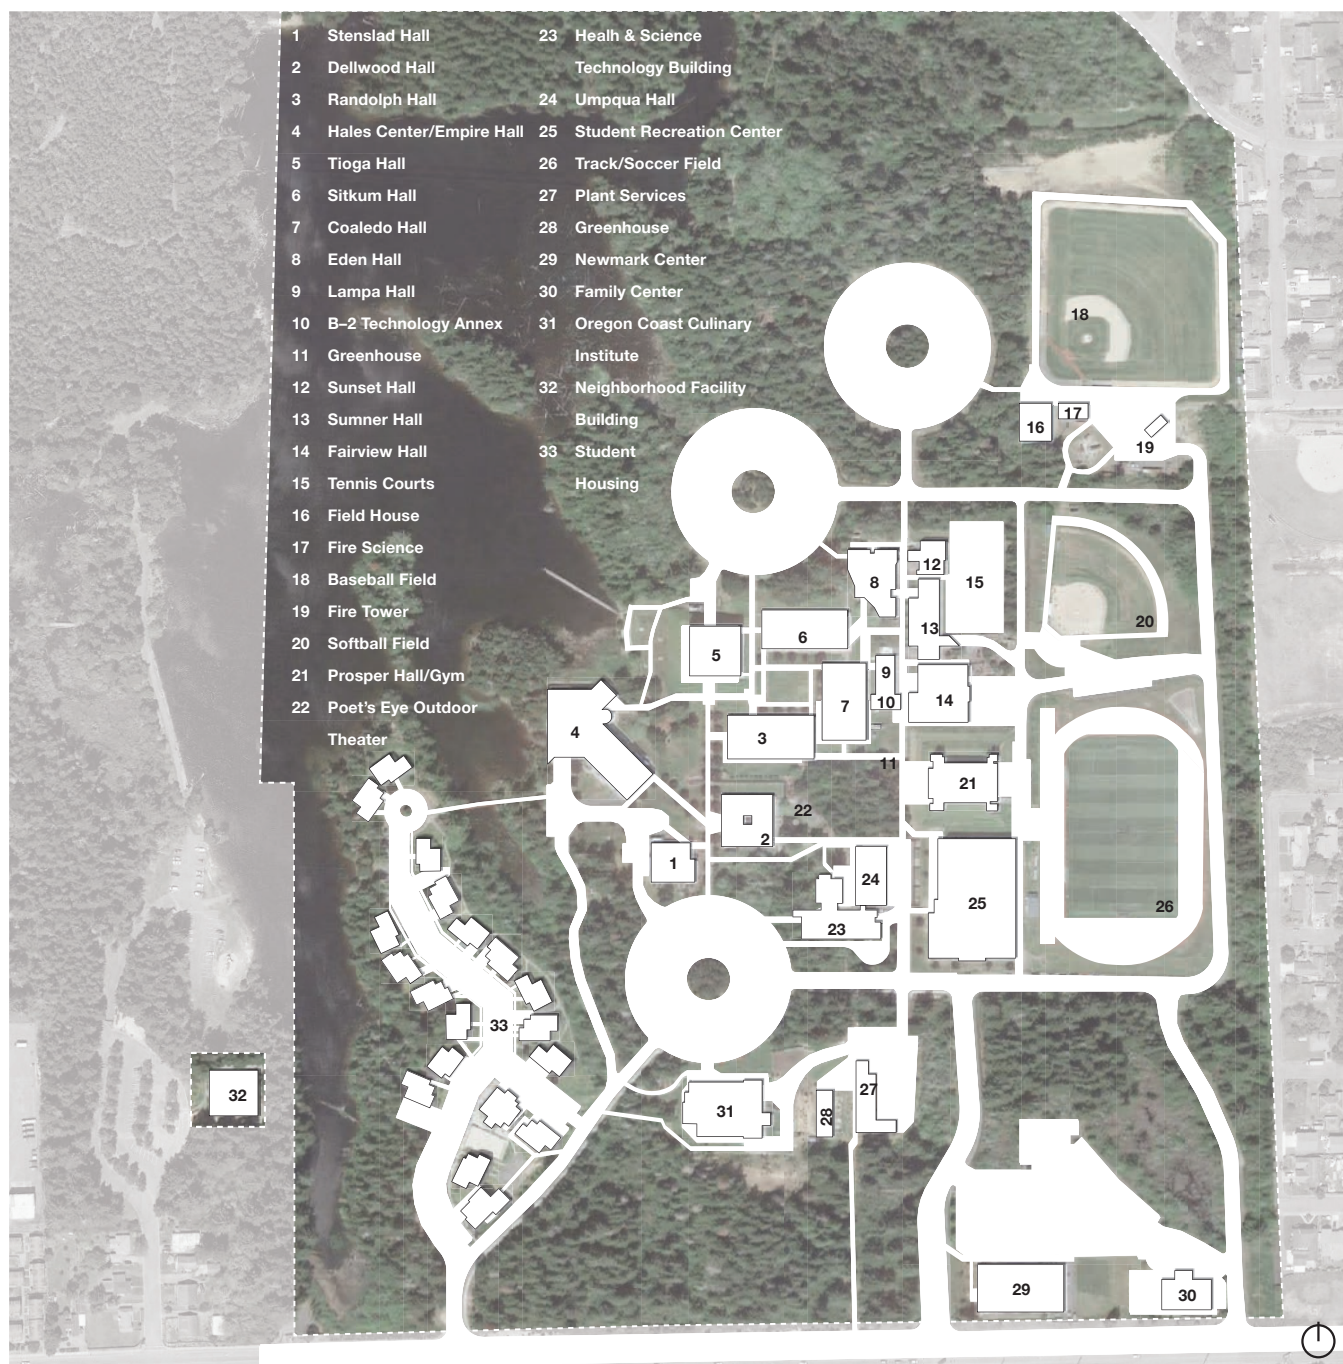 1 Stenslad Hall
2 Dellwood Hall
3 Randolph Hall
4 Hales Center/Empire Hall
5 Tioga Hall
6 Sitkum Hall
7 Coaledo Hall
8 Eden Hall
9 Lampa Hall
10 B–2 Technology Annex
11 Greenhouse
12 Sunset Hall
13 Sumner Hall
14 Fairview Hall
15 Tennis Courts
16 Field House
17 Fire Science
18 Baseball Field
19 Fire Tower
20 Softball Field
21 Prosper Hall/Gym
22 Poet's Eye Outdoor
Theater
23 Healh & Science
Technology Building
24 Umpqua Hall
25 Student Recreation Center
26 Track/Soccer Field
27 Plant Services
28 Greenhouse
29 Newmark Center
30 Family Center
31 Oregon Coast Culinary
Institute
32 Neighborhood Facility
Building
33 Student
Housing
18
17
16
19
12
8
15
20
13
6
5
9
14
10
7
4
3
11
21
22
2
1
24
25
26
23
33
27
32
31
28
29
30